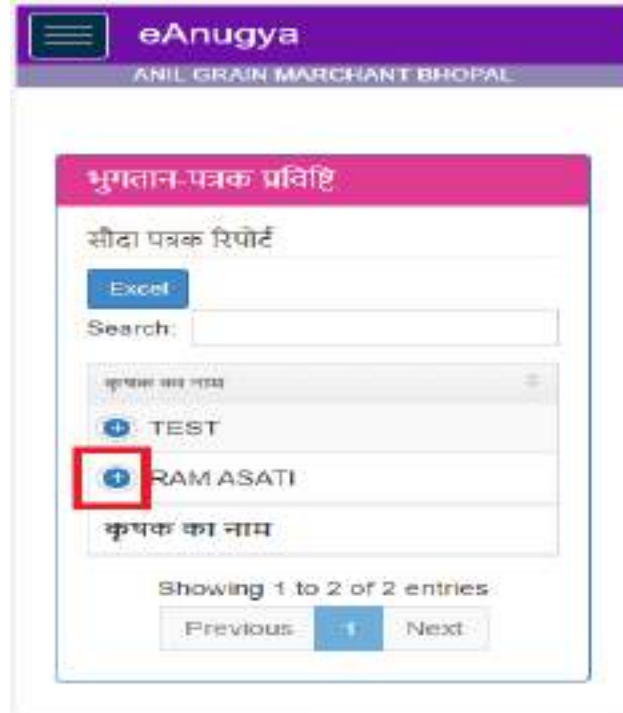 eAnugya
ANIL GRAIN MARCHANT BHOPAL
भुगतान-पत्रक प्रविष्टि
सौदा पत्रक रिपोर्ट
Excel
Search:
कृषक का नाम
TEST
RAM ASATI
कृषक का नाम
Showing 1 to 2 of 2 entries
Previous 1 Next